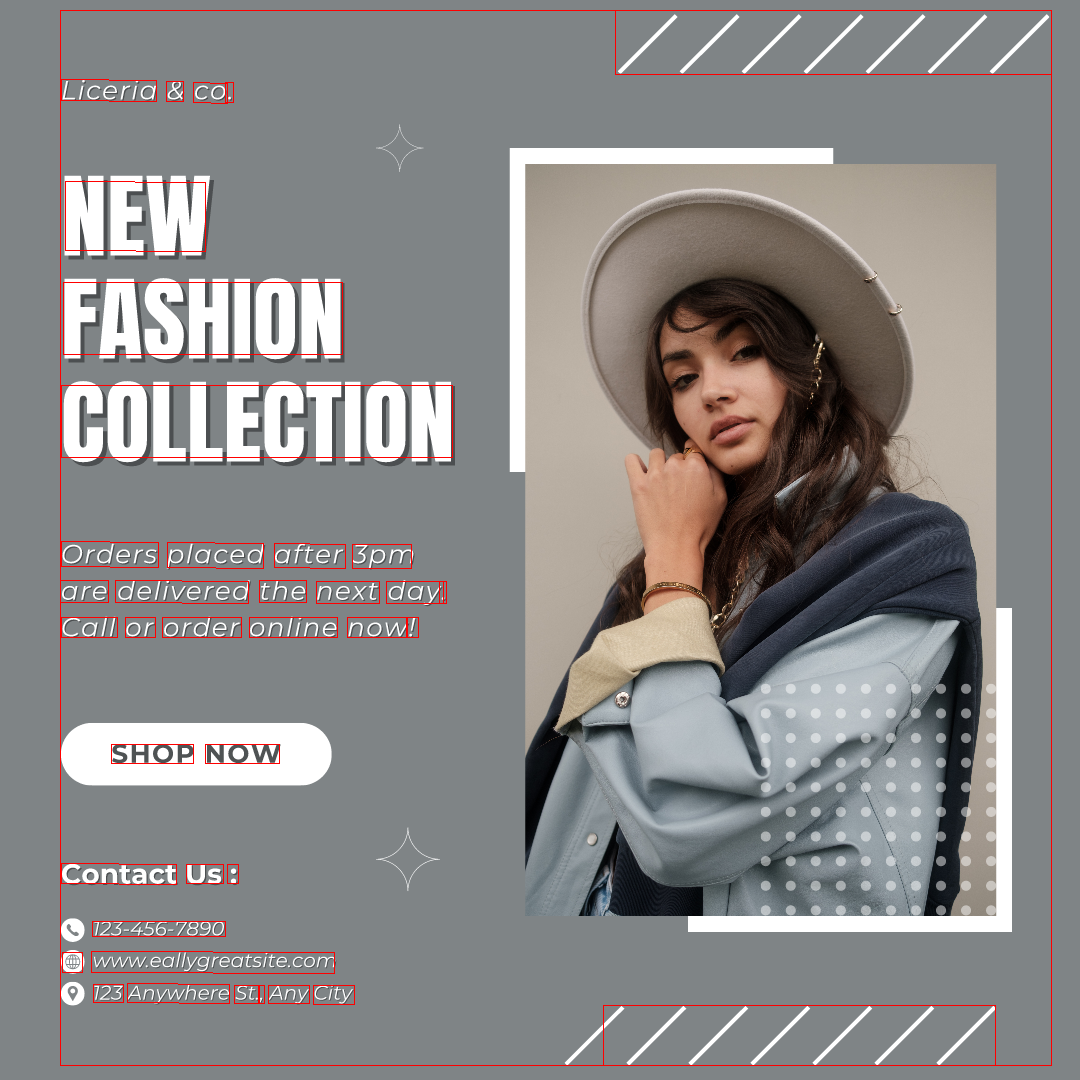 Liceria & co.
NEW
FASHION
COLLECTION
Orders placed after 3pm
are delivered the next day.
Call or order online now!
SHOP NOW
Contact Us :
123-456-7890
www.eallygreatsite.com
123 Anywhere St., Any City